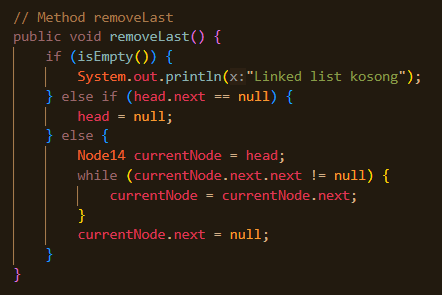 // Method removeLast
public void removeLast() {
    if (isEmpty()) {
        System.out.println(x:"Linked list kosong");
    } else if (head.next == null) {
        head = null;
    } else {
        Node14 currentNode = head;
        while (currentNode.next.next != null) {
            currentNode = currentNode.next;
        }
        currentNode.next = null;
    }
}